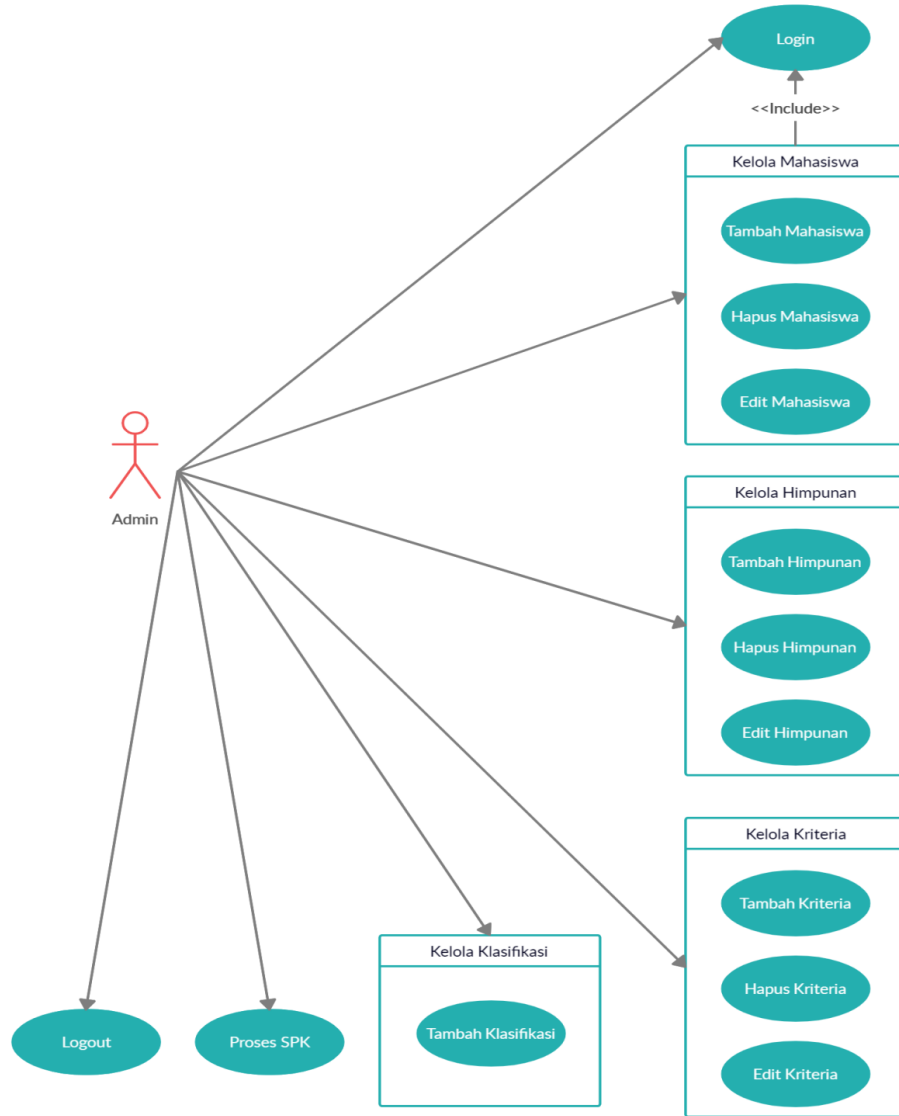 Login
<<Include>>
Kelola Mahasiswa
Tambah Mahasiswa
Hapus Mahasiswa
Edit Mahasiswa
Admin
Kelola Himpunan
Tambah Himpunan
Hapus Himpunan
Edit Himpunan
Kelola Kriteria
Tambah Kriteria
Hapus Kriteria
Edit Kriteria
Kelola Klasifikasi
Tambah Klasifikasi
Logout
Proses SPK